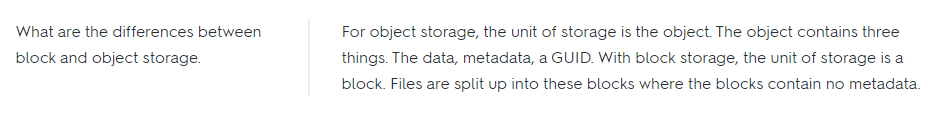 What are the differences between
block and object storage.
For object storage, the unit of storage is the object. The object contains three
things. The data, metadata, a GUID. With block storage, the unit of storage is a
block. Files are split up into these blocks where the blocks contain no metadata.